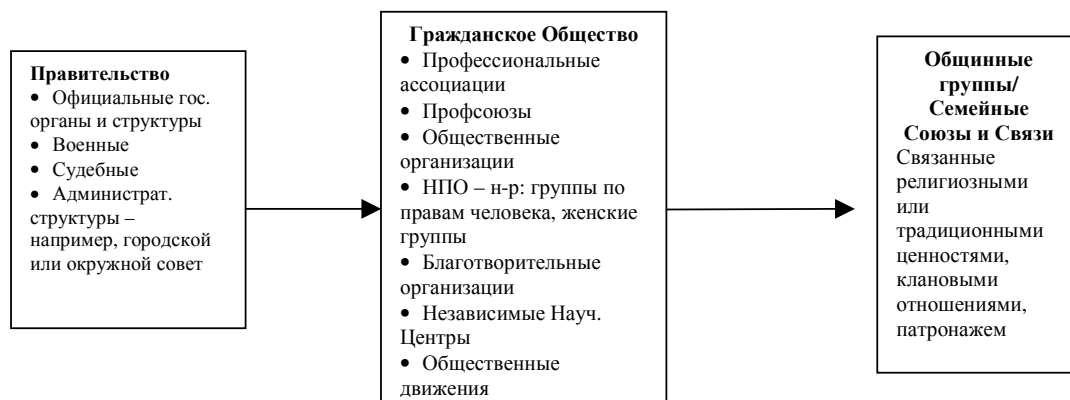 Правительство
• Официальные гос.
органы и структуры
• Военные
• Судебные
• Администрат.
структуры –
например, городской
или окружной совет
Гражданское Общество
• Профессиональные
ассоциации
• Профсоюзы
• Общественные
организации
• НПО – н-р: группы по
правам человека, женские
группы
• Благотворительные
организации
• Независимые Науч.
Центры
• Общественные
движения
Общинные
группы/
Семейные
Союзы и Связи
Связанные
религиозными
или
традиционными
ценностями,
клановыми
отношениями,
патронажем